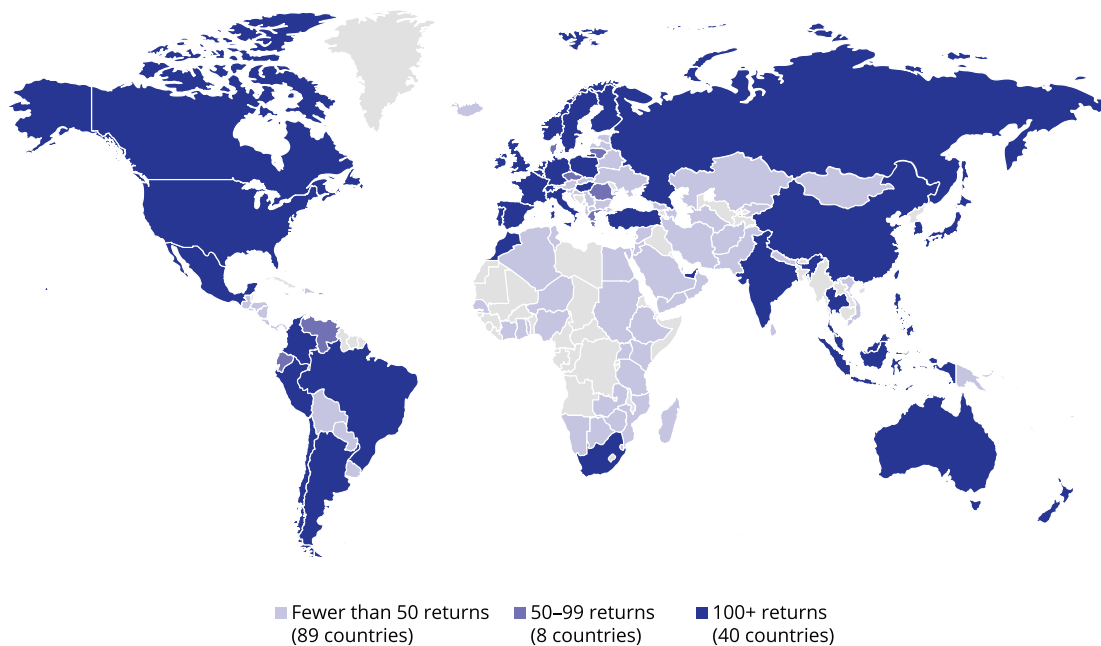 Fewer than 50 returns 50–99 returns 100+ returns
(89 countries) (8 countries) (40 countries)